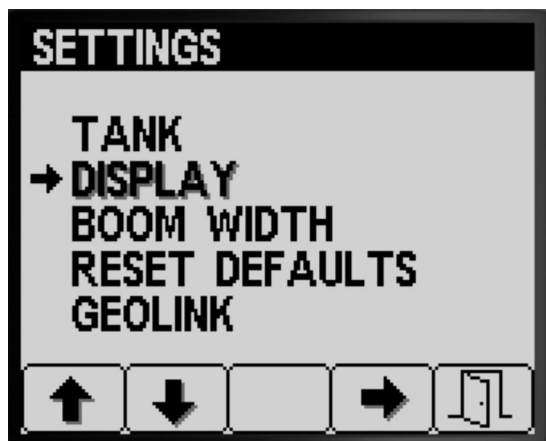 SETTINGS
TANK
DISPLAY
BOOM WIDTH
RESET DEFAULTS
GEOLINK